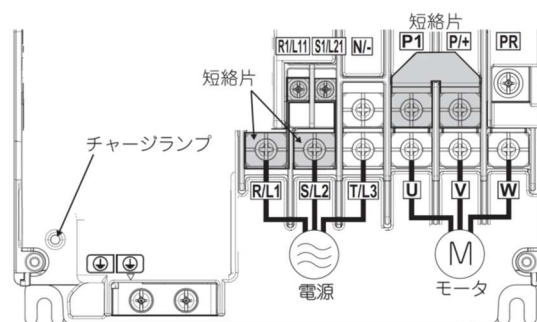 短絡片
R1/L11 S1/L21 N/- P1 P/+ PR
短絡片
チャージランプ
R/L1 S/L2 T/L3 U V W
M
電源 モータ